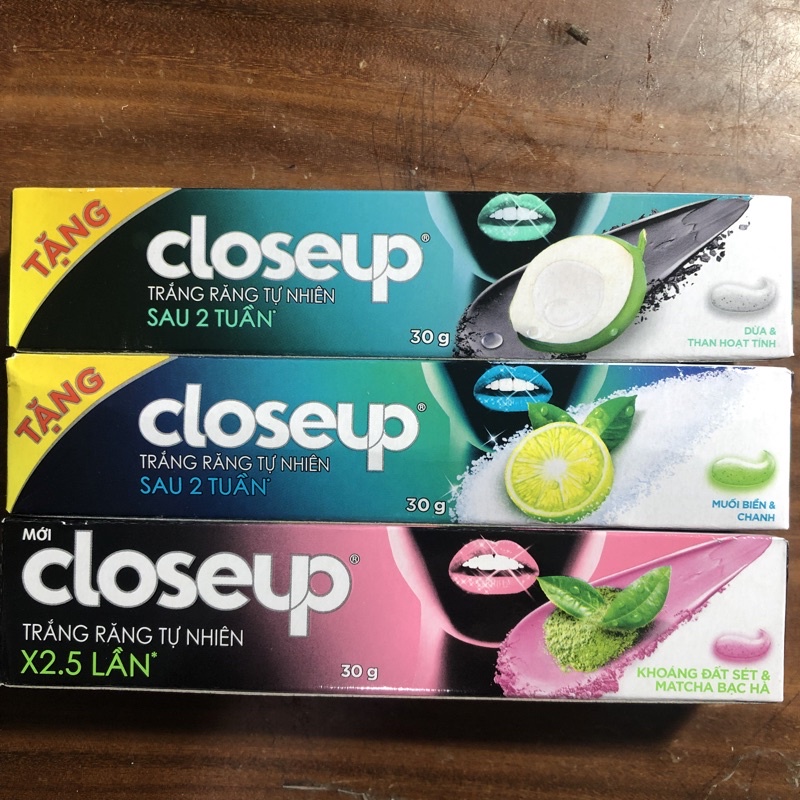 TẶNG
closeup®
TRẮNG RĂNG TỰ NHIÊN
SAU 2 TUẦN*
30 g
DỪA &
THAN HOẠT TÍNH
TẶNG
closeup®
TRẮNG RĂNG TỰ NHIÊN
SAU 2 TUẦN*
30 g
MUỐI BIỂN &
CHANH
MỚI
closeup®
TRẮNG RĂNG TỰ NHIÊN
X2.5 LẦN*
30 g
KHOÁNG ĐẤT SÉT &
MATCHA BẠC HÀ